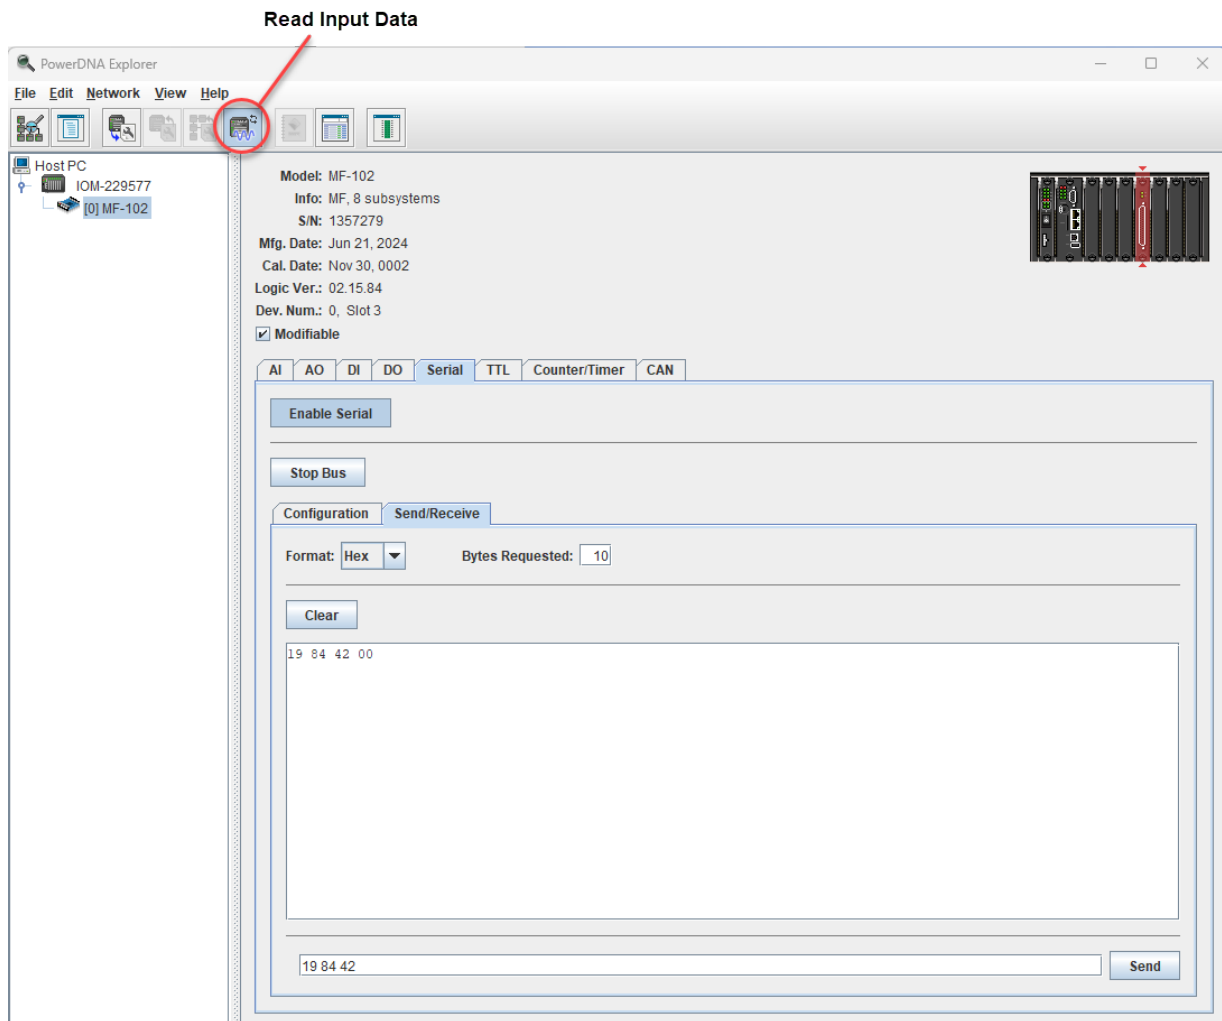 Read Input Data
PowerDNA Explorer
File Edit Network View Help
Host PC
IOM-229577
[0] MF-102
Model: MF-102
Info: MF, 8 subsystems
S/N: 1357279
Mfg. Date: Jun 21, 2024
Cal. Date: Nov 30, 0002
Logic Ver.: 02.15.84
Dev. Num.: 0, Slot 3
Modifiable
AI AO DI DO Serial TTL Counter/Timer CAN
Enable Serial
Stop Bus
Configuration Send/Receive
Format: Hex Bytes Requested: 10
Clear
19 84 42 00
19 84 42 Send